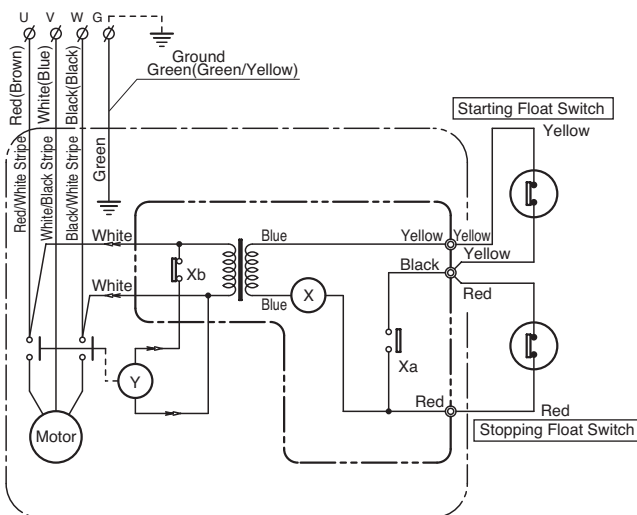 U V W G
Red(Brown)
White(Blue)
Black(Black)
Ground
Green(Green/Yellow)
Starting Float Switch
Yellow
Red/White Stripe
White/Black Stripe
Black/White Stripe
Green
White
Blue
Yellow
Yellow
Yellow
Xb
Black
White
Blue
X
Red
Xa
Y
Red
Red
Motor
Stopping Float Switch